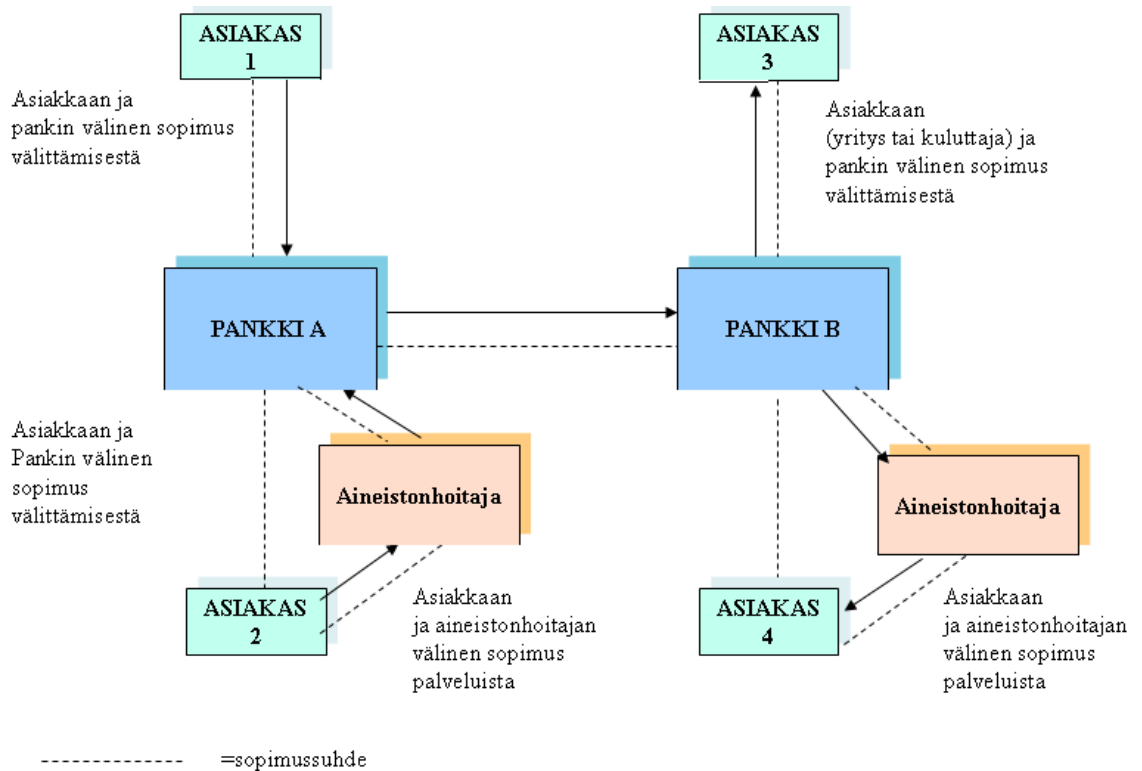 ASIAKAS
1
ASIAKAS
3
Asiakkaan ja
pankin välinen sopimus
välittämisestä
Asiakkaan
(yritys tai kuluttaja) ja
pankin välinen sopimus
välittämisestä
PANKKI A
PANKKI B
Asiakkaan ja
Pankin välinen
sopimus
välittämisestä
Aineistonhoitaja
Aineistonhoitaja
ASIAKAS
2
Asiakkaan
ja aineistonhoitajan
välinen sopimus
palveluista
ASIAKAS
4
Asiakkaan
ja aineistonhoitajan
välinen sopimus
palveluista
=sopimussuhde